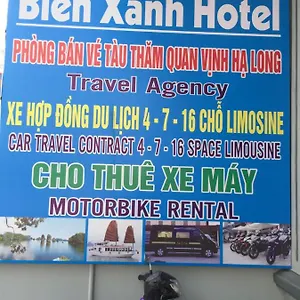 Biển Xanh Hotel
PHÒNG BÁN VÉ TÀU THĂM QUAN VỊNH HẠ LONG
Travel Agency
XE HỢP ĐỒNG DU LỊCH 4 - 7 - 16 CHỖ LIMOSINE
CAR TRAVEL CONTRACT 4 - 7 - 16 SPACE LIMOUSINE
CHO THUÊ XE MÁY
MOTORBIKE RENTAL